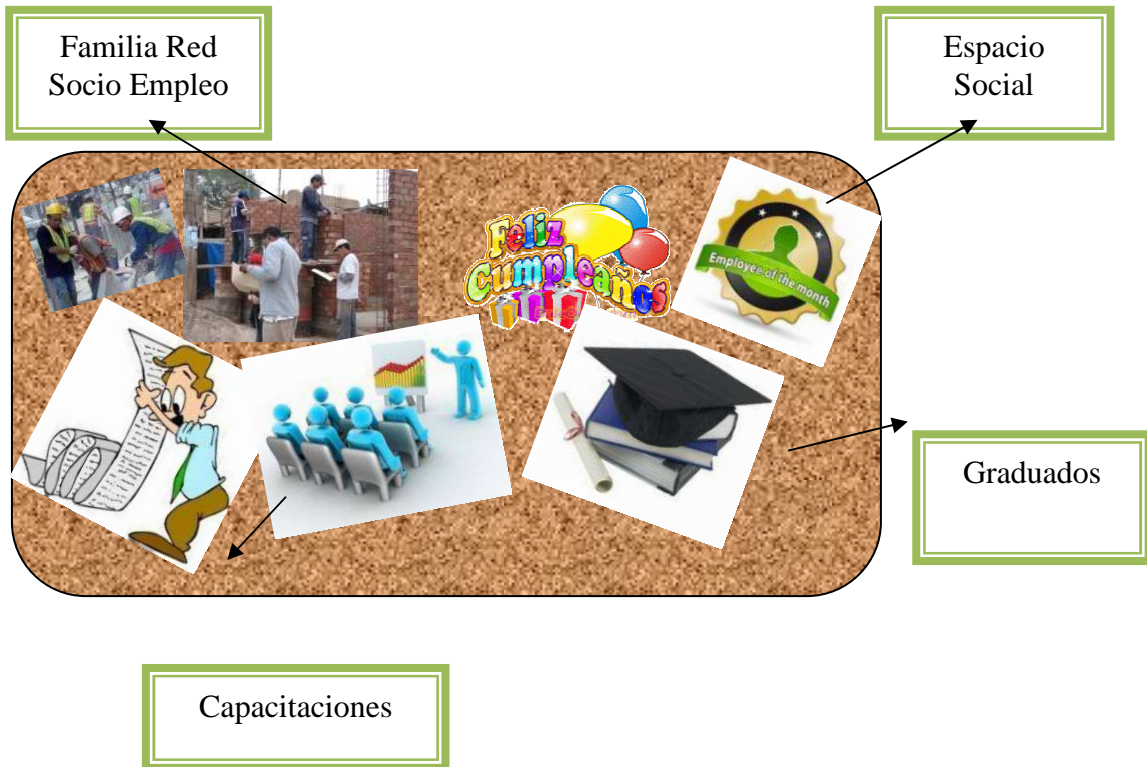 Familia Red
Socio Empleo
Espacio
Social
Feliz
Cumpleaños
Employee of the month
Graduados
Capacitaciones